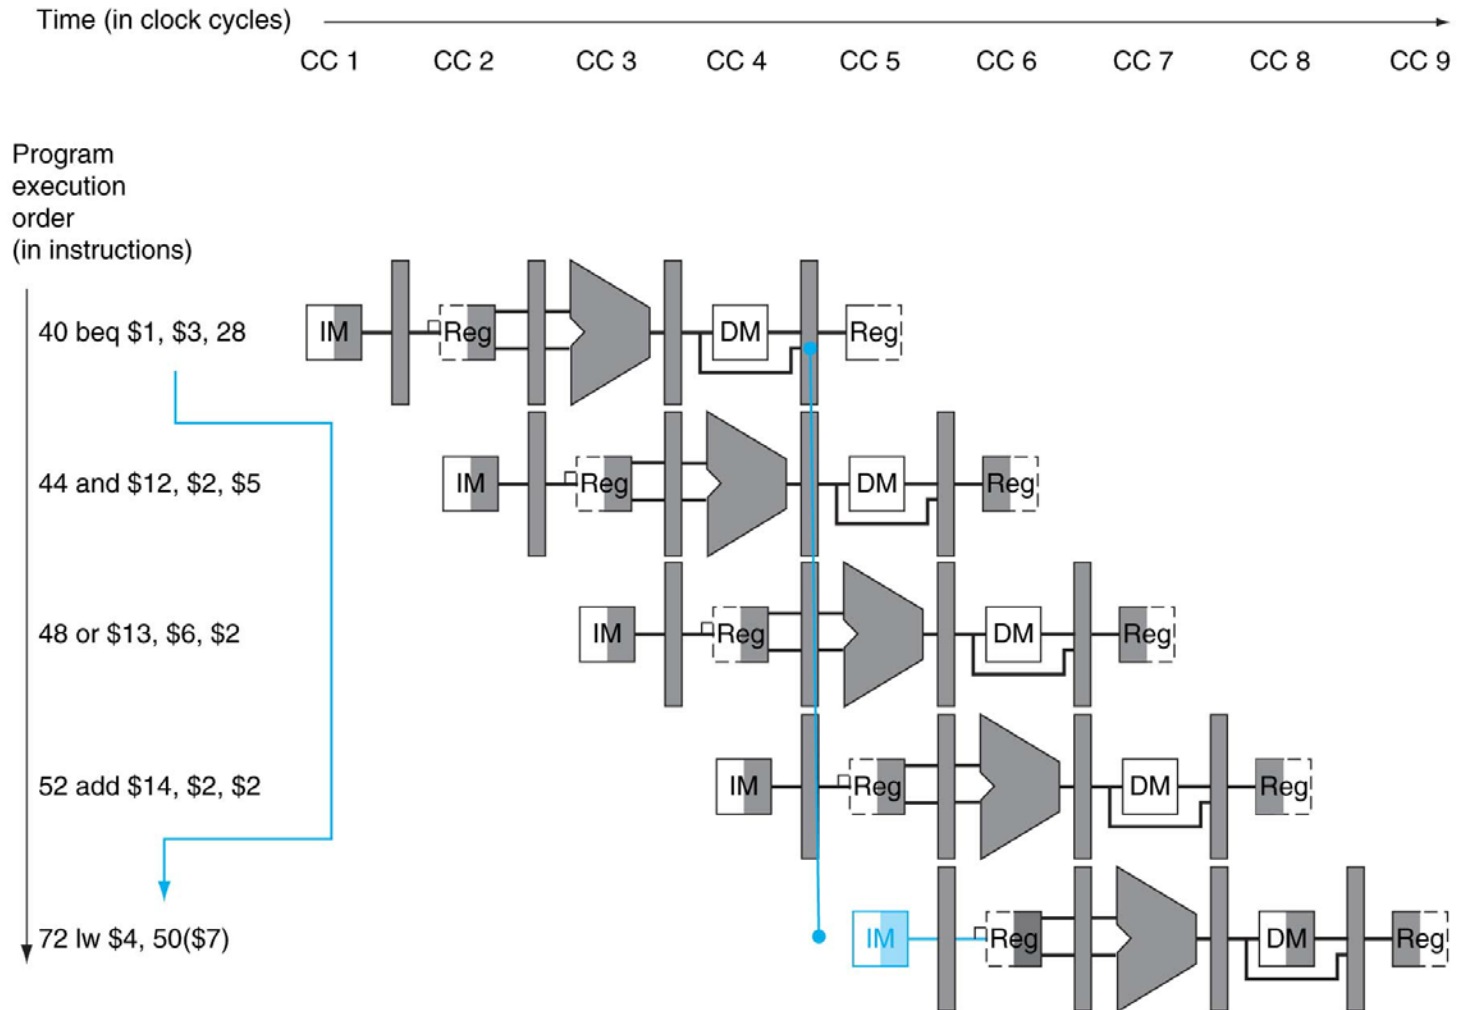 Time (in clock cycles)
CC 1 CC 2 CC 3 CC 4 CC 5 CC 6 CC 7 CC 8 CC 9
Program
execution
order
(in instructions)
40 beq $1, $3, 28
IM Reg DM Reg
44 and $12, $2, $5
IM Reg DM Reg
48 or $13, $6, $2
IM Reg DM Reg
52 add $14, $2, $2
IM Reg DM Reg
72 lw $4, 50($7)
IM Reg DM Reg